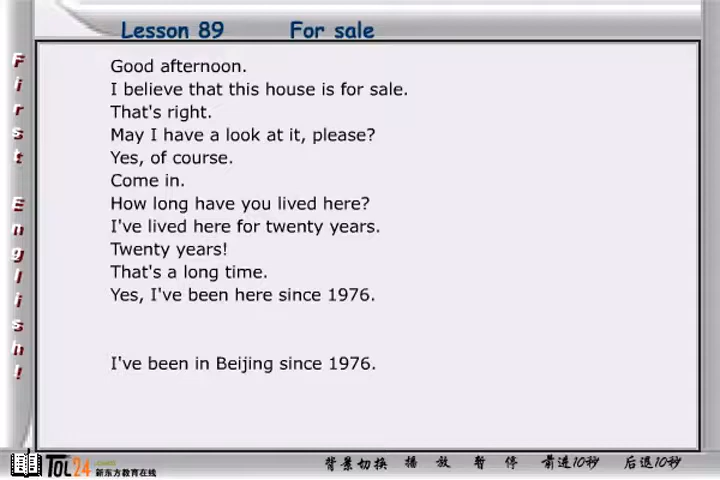 Lesson 89 For sale
First English!
Good afternoon.
I believe that this house is for sale.
That's right.
May I have a look at it, please?
Yes, of course.
Come in.
How long have you lived here?
I've lived here for twenty years.
Twenty years!
That's a long time.
Yes, I've been here since 1976.
I've been in Beijing since 1976.
TOL24.COM
新东方教育在线
背景切换 播放 暂停 前进10秒 后退10秒